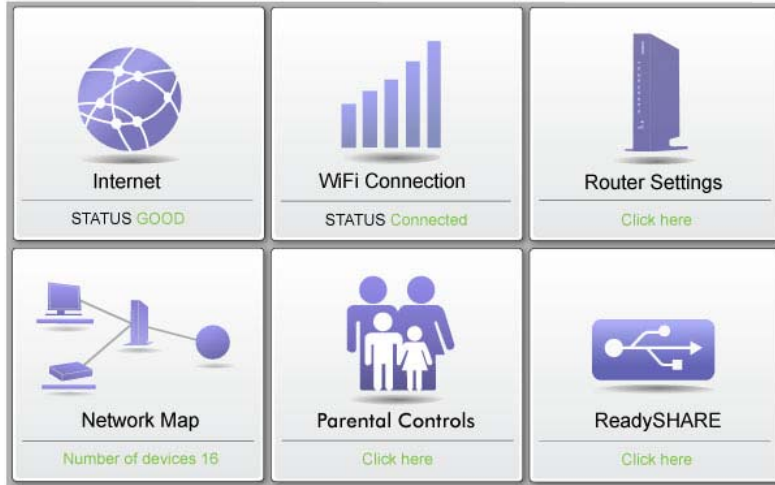 Internet
STATUS GOOD
WiFi Connection
STATUS Connected
Router Settings
Click here
Network Map
Number of devices 16
Parental Controls
Click here
ReadySHARE
Click here